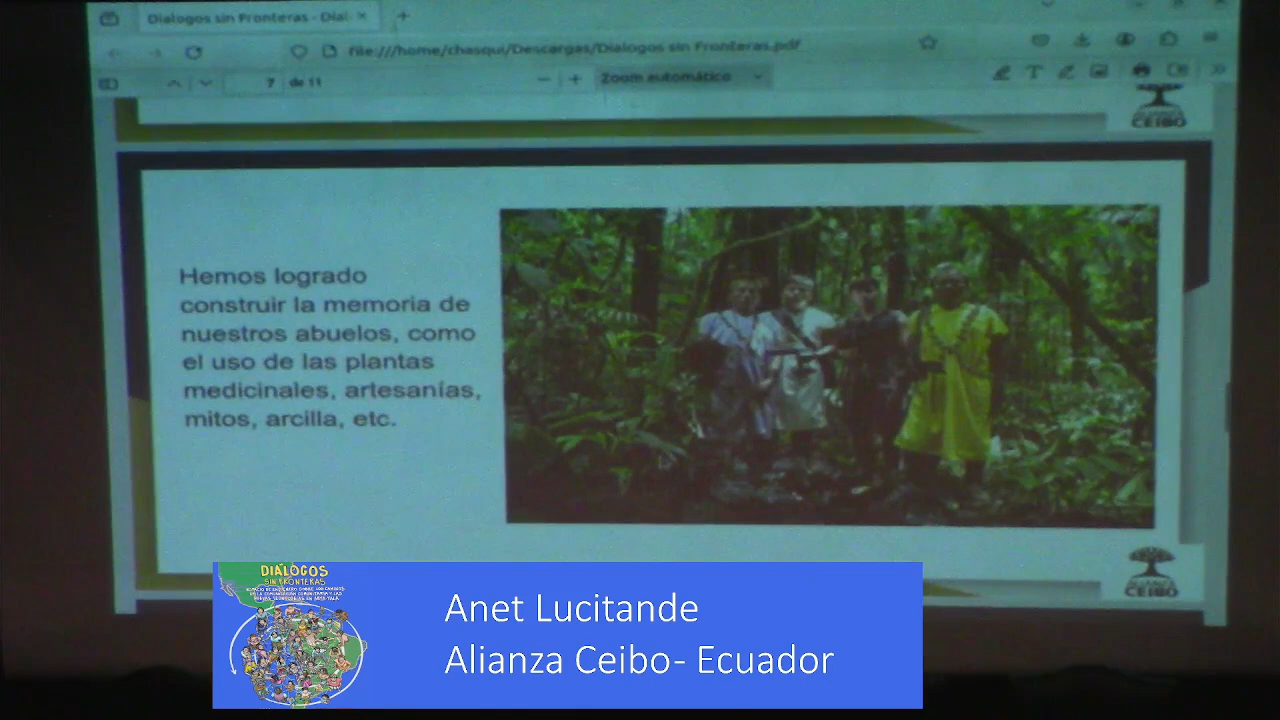 Dialogos sin Fronteras - Dial
file:///home/chasqui/Descargas/Dialogos sin Fronteras.pdf
7 de 11
Zoom automático
CEIBO
Hemos logrado
construir la memoria de
nuestros abuelos, como
el uso de las plantas
medicinales, artesanías,
mitos, arcilla, etc.
ALIANZA
CEIBO
DIÁLOGOS
SIN FRONTERAS
Anet Lucitande
Alianza Ceibo- Ecuador